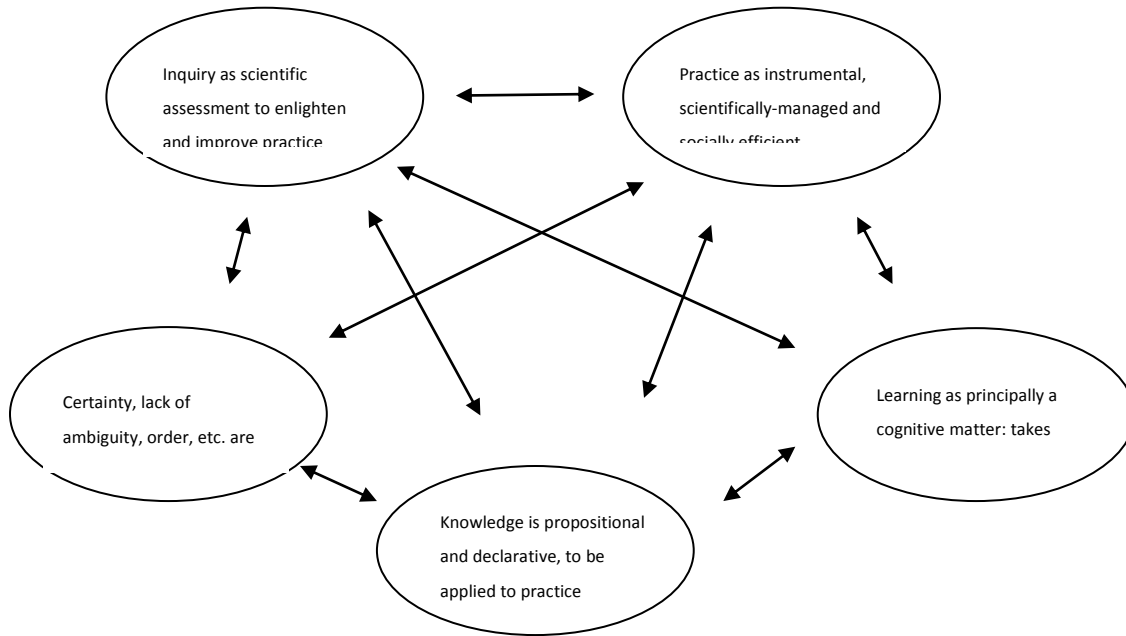 Inquiry as scientific
assessment to enlighten
and improve practice
Practice as instrumental,
scientifically-managed and
socially efficient
Certainty, lack of
ambiguity, order, etc. are
Learning as principally a
cognitive matter: takes
Knowledge is propositional
and declarative, to be
applied to practice